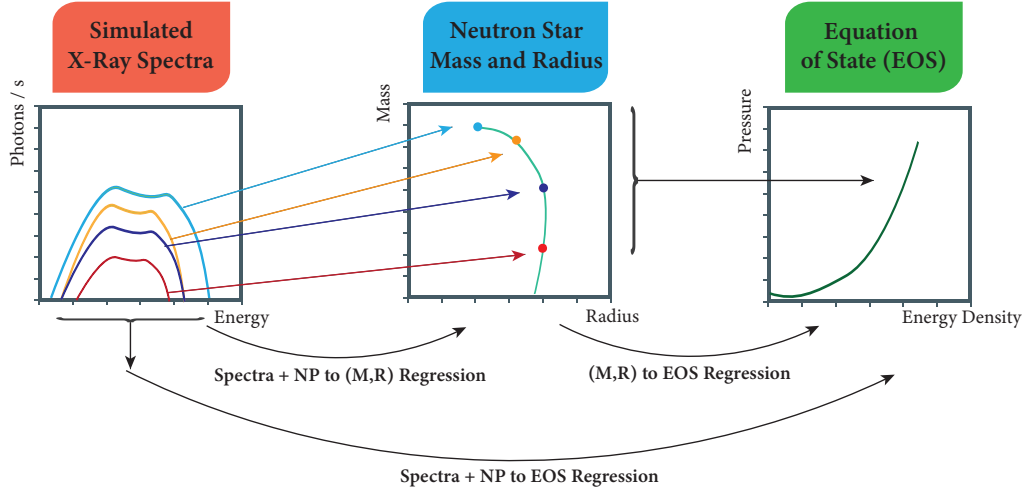 Simulated
X-Ray Spectra
Neutron Star
Mass and Radius
Equation
of State (EOS)
Photons / s
Energy
Mass
Radius
Pressure
Energy Density
Spectra + NP to (M,R) Regression
(M,R) to EOS Regression
Spectra + NP to EOS Regression